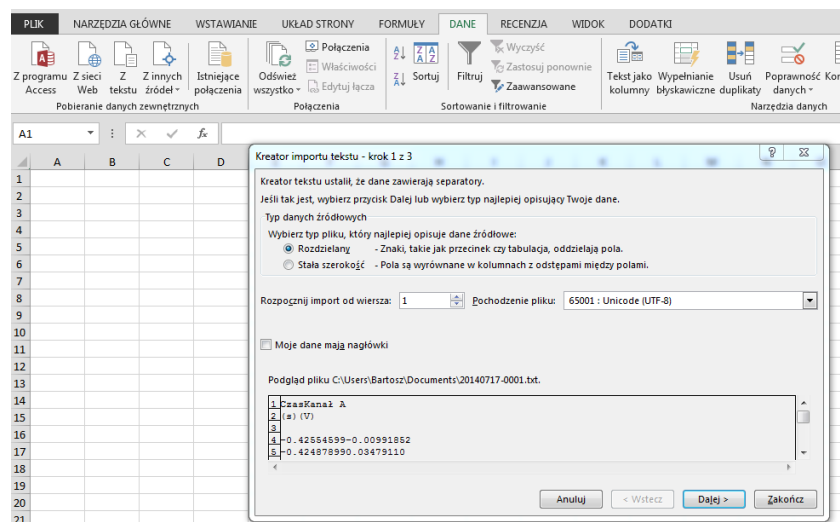 PLIK NARZĘDZIA GŁÓWNE WSTAWIANIE UKŁAD STRONY FORMUŁY DANE RECENZJA WIDOK DODATKI
Z programu Access
Z sieci Web
Z tekstu
Z innych źródeł
Istniejące połączenia
Pobieranie danych zewnętrznych
Odśwież wszystko
Połączenia
Właściwości
Edytuj łącza
Połączenia
Sortuj
Filtruj
Wyczyść
Zastosuj ponownie
Zaawansowane
Sortowanie i filtrowanie
Tekst jako kolumny
Wypełnianie błyskawiczne
Usuń duplikaty
Poprawność danych
Kor
Narzędzia danych
A1 fx
A B C D
1
2
3
4
5
6
7
8
9
10
11
12
13
14
15
16
17
18
19
20
21
Kreator importu tekstu - krok 1 z 3
Kreator tekstu ustalił, że dane zawierają separatory.
Jeśli tak jest, wybierz przycisk Dalej lub wybierz typ najlepiej opisujący Twoje dane.
Typ danych źródłowych
Wybierz typ pliku, który najlepiej opisuje dane źródłowe:
Rozdzielany - Znaki, takie jak przecinek czy tabulacja, oddzielają pola.
Stała szerokość - Pola są wyrównane w kolumnach z odstępami między polami.
Rozpocznij import od wiersza: 1 Pochodzenie pliku: 65001 : Unicode (UTF-8)
Moje dane mają nagłówki
Podgląd pliku C:\Users\Bartosz\Documents\20140717-0001.txt.
1 CzasKanał A
2 (s)(V)
3
4 -0.42554599-0.00991852
5 -0.424878990.03479110
Anuluj < Wstecz Dalej > Zakończ